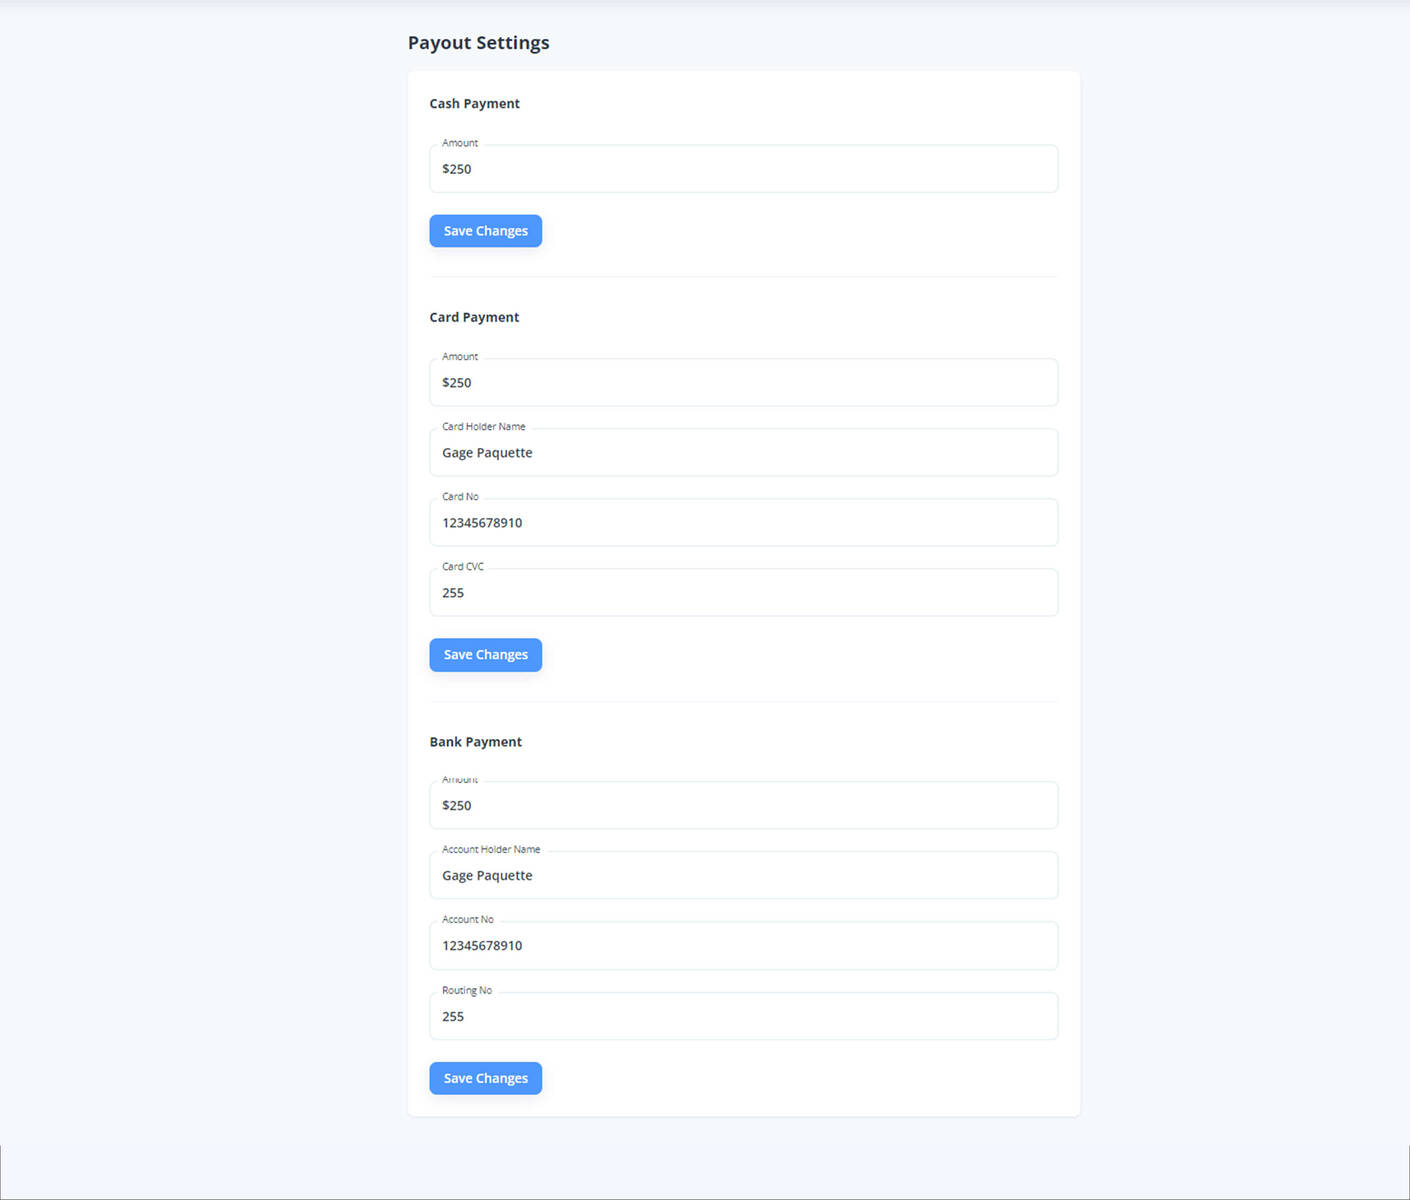 Payout Settings
Cash Payment
Amount
$250
Save Changes
Card Payment
Amount
$250
Card Holder Name
Gage Paquette
Card No
12345678910
Card CVC
255
Save Changes
Bank Payment
Amount
$250
Account Holder Name
Gage Paquette
Account No
12345678910
Routing No
255
Save Changes